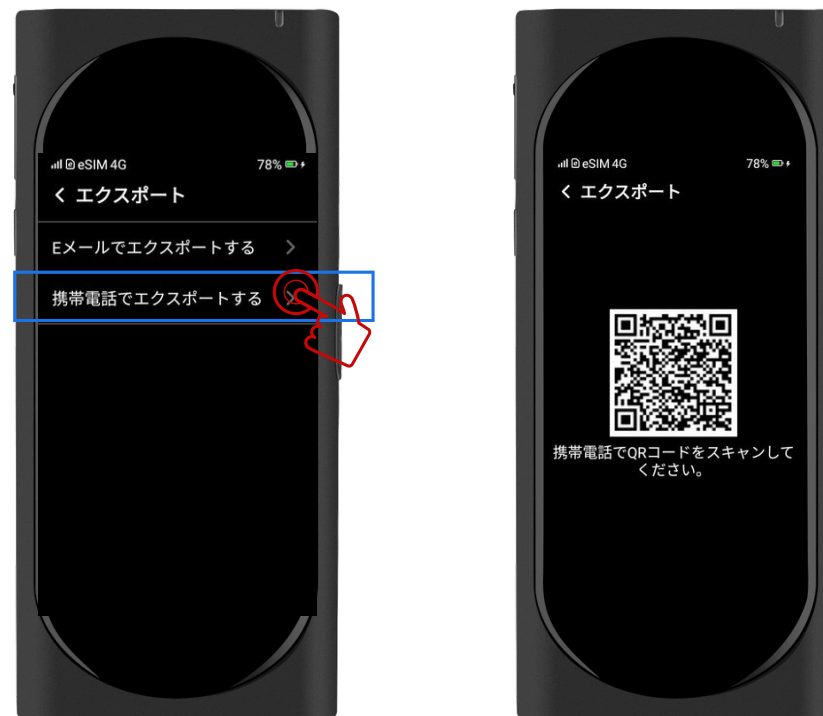 eSIM 4G 78%
エクスポート
Eメールでエクスポートする
携帯電話でエクスポートする
eSIM 4G 78%
エクスポート
携帯電話でQRコードをスキャンして
ください。